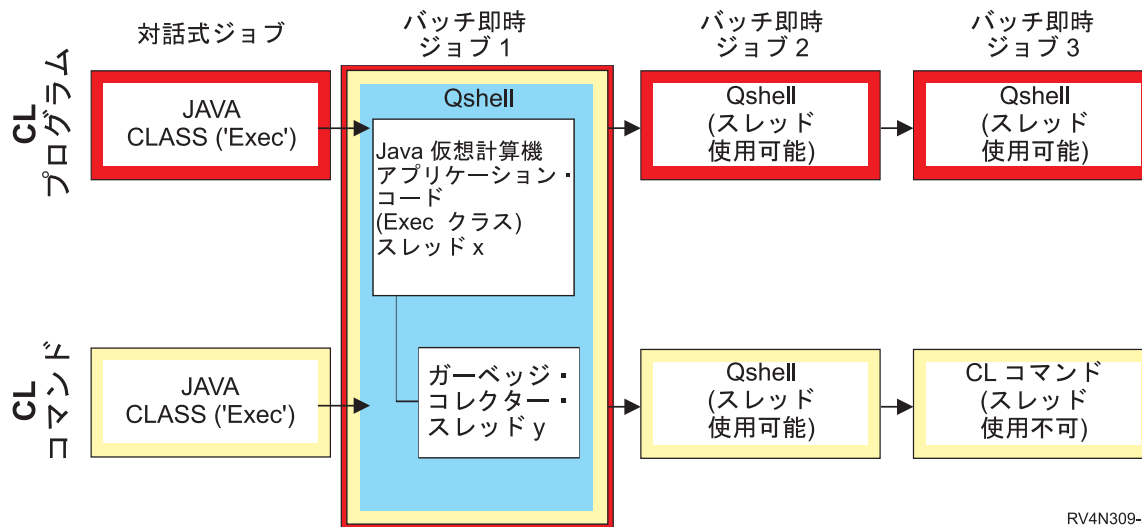 対話式ジョブ
バッチ即時
ジョブ 1
バッチ即時
ジョブ 2
バッチ即時
ジョブ 3
CL
プログラム
JAVA
CLASS ('Exec')
Qshell
Java 仮想計算機
アプリケーション・
コード
(Exec クラス)
スレッド x
Qshell
(スレッド
使用可能)
Qshell
(スレッド
使用可能)
CL
コマンド
JAVA
CLASS ('Exec')
ガーベッジ・
コレクター・
スレッド y
Qshell
(スレッド
使用可能)
CL コマンド
(スレッド
使用不可)
RV4N309-